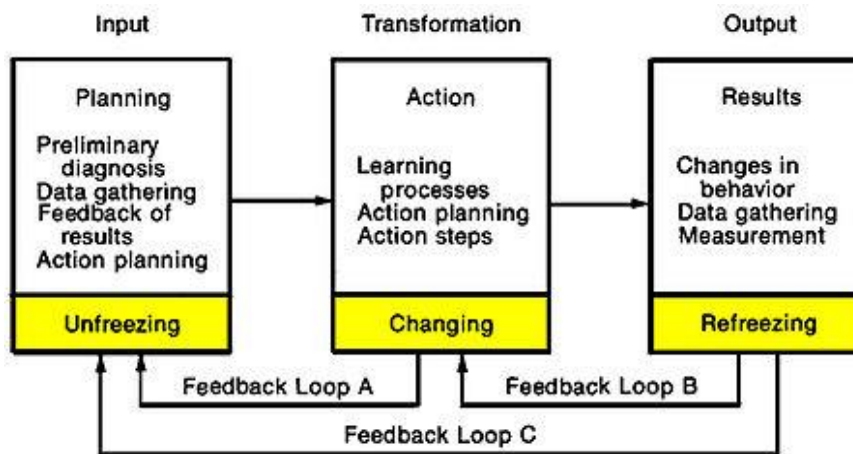 Input
Transformation
Output
Planning
Preliminary
diagnosis
Data gathering
Feedback of
results
Action planning
Unfreezing
Action
Learning
processes
Action planning
Action steps
Changing
Results
Changes in
behavior
Data gathering
Measurement
Refreezing
Feedback Loop A
Feedback Loop B
Feedback Loop C